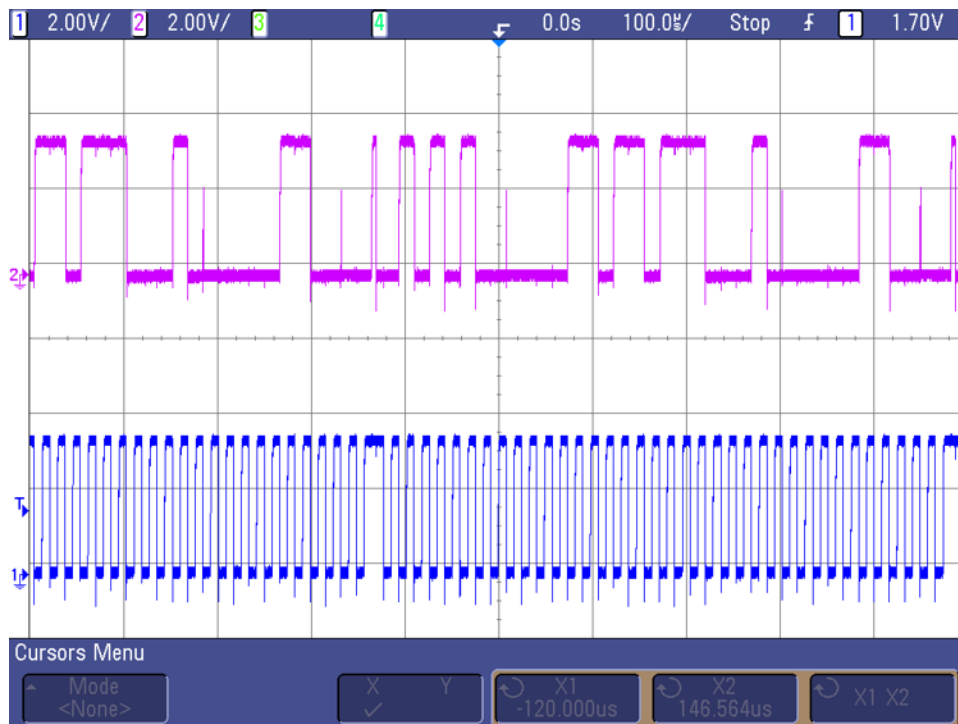 1 2.00V/ 2 2.00V/ 3 4 0.0s 100.0µs/ Stop 1 1.70V
2
T
1
Cursors Menu
Mode X Y X1 X2 X1 X2
<None> -120.000us 146.564us